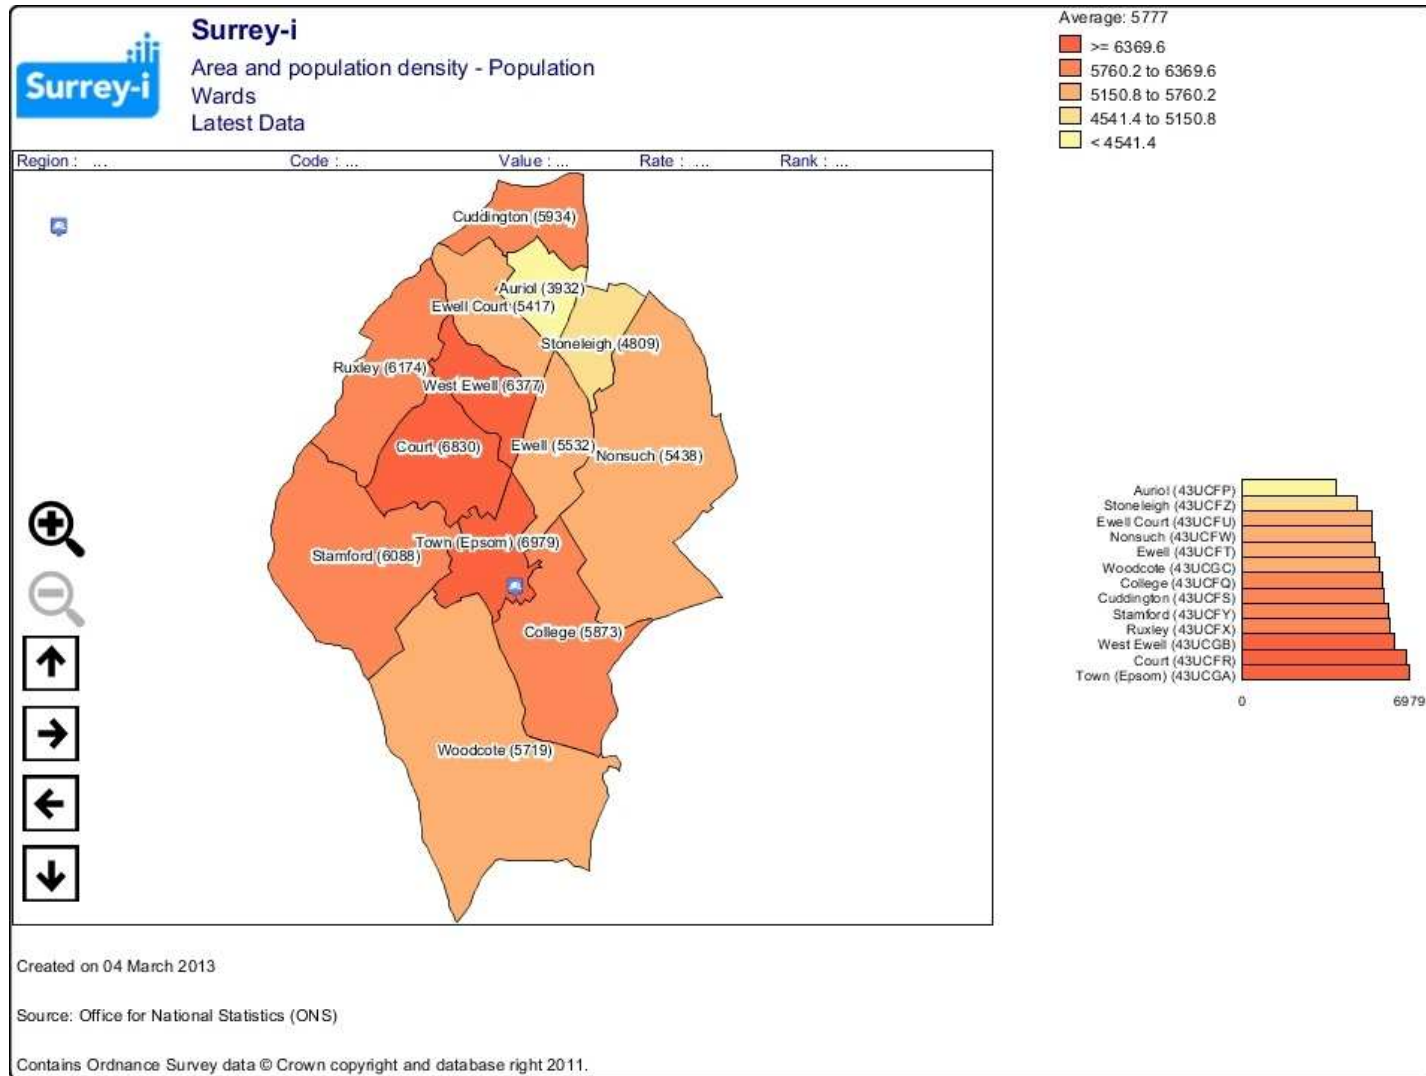 Surrey-i
Surrey-i
Area and population density - Population
Wards
Latest Data
Average: 5777
>= 6369.6
5760.2 to 6369.6
5150.8 to 5760.2
4541.4 to 5150.8
< 4541.4
Region : ... Code : ... Value : ... Rate : ... Rank : ...
Cuddington (5934)
Auriol (3932)
Ewell Court (5417)
Stoneleigh (4809)
Ruxley (6174)
West Ewell (6377)
Court (6830)
Ewell (5532)
Nonsuch (5438)
Town (Epsom) (6979)
Stamford (6088)
College (5873)
Woodcote (5719)
Auriol (43UCFP)
Stoneleigh (43UCFZ)
Ewell Court (43UCFU)
Nonsuch (43UCFW)
Ewell (43UCFT)
Woodcote (43UCGC)
College (43UCFQ)
Cuddington (43UCFS)
Stamford (43UCFY)
Ruxley (43UCFX)
West Ewell (43UCGB)
Court (43UCFR)
Town (Epsom) (43UCGA)
0 6979
Created on 04 March 2013
Source: Office for National Statistics (ONS)
Contains Ordnance Survey data © Crown copyright and database right 2011.